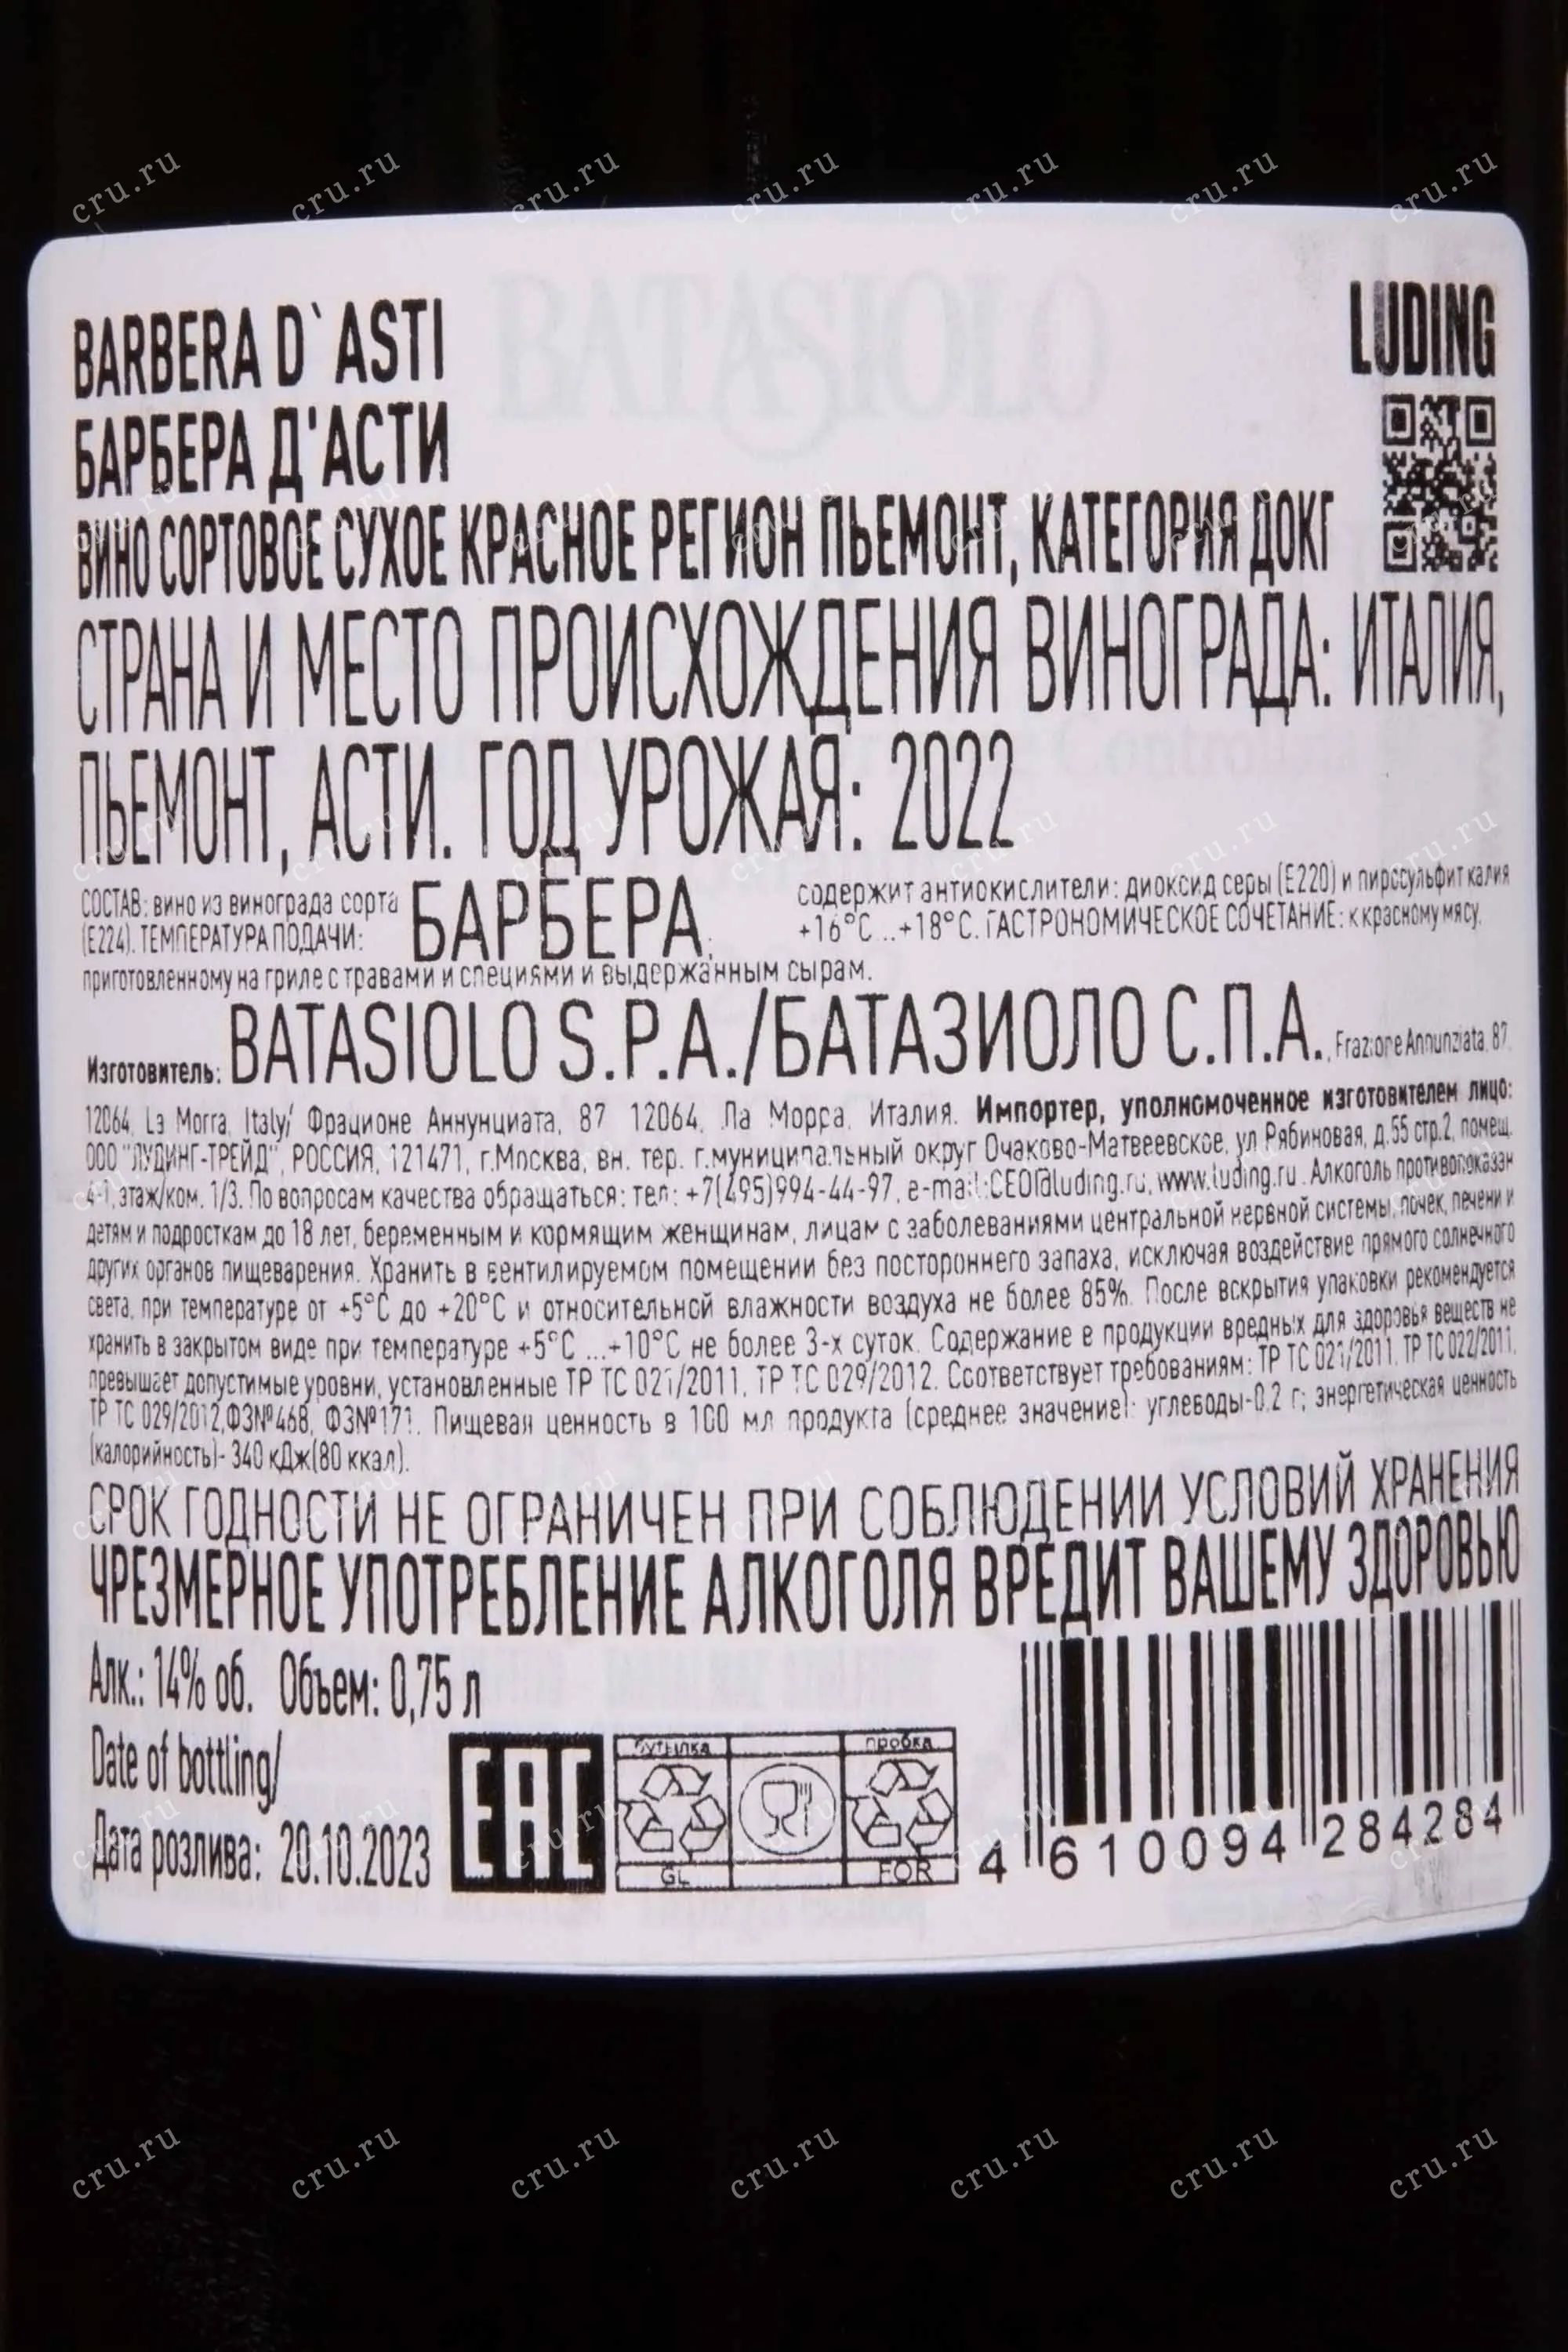 BARBERA D`ASTI
LUDING
БАРБЕРА Д'АСТИ
ВИНО СОРТОВОЕ СУХОЕ КРАСНОЕ РЕГИОН ПЬЕМОНТ, КАТЕГОРИЯ ДОКГ
СТРАНА И МЕСТО ПРОИСХОЖДЕНИЯ ВИНОГРАДА: ИТАЛИЯ,
ПЬЕМОНТ, АСТИ. ГОД УРОЖАЯ: 2022
СОСТАВ: вино из винограда сорта БАРБЕРА, содержит антиокислители: диоксид серы (Е220) и пиросульфит калия
(Е224). ТЕМПЕРАТУРА ПОДАЧИ: +16°С ...+18°С. ГАСТРОНОМИЧЕСКОЕ СОЧЕТАНИЕ: к красному мясу,
приготовленному на гриле с травами и специями и выдержанным сырам.
Изготовитель: BATASIOLO S.P.A./БАТАЗИОЛО С.П.А., Frazione Annunziata, 87,
12064, La Morra, Italy/ Фрационе Аннунциата, 87 12064, Ла Морра, Италия. Импортер, уполномоченное изготовителем лицо:
ООО "ЛУДИНГ-ТРЕЙД", РОССИЯ, 121471, г.Москва, вн. тер. г.муниципальный округ Очаково-Матвеевское, ул Рябиновая, д.55 стр.2, помещ.
4-1, этаж/ком. 1/3. По вопросам качества обращаться: тел: +7(495)994-44-97, e-mail:CEO@luding.ru, www.luding.ru . Алкоголь противопоказан
детям и подросткам до 18 лет, беременным и кормящим женщинам, лицам с заболеваниями центральной нервной системы, почек, печени и
других органов пищеварения. Хранить в вентилируемом помещении без постороннего запаха, исключая воздействие прямого солнечного
света, при температуре от +5°С до +20°С и относительной влажности воздуха не более 85%. После вскрытия упаковки рекомендуется
хранить в закрытом виде при температуре +5°С ...+10°С не более 3-х суток. Содержание в продукции вредных для здоровья веществ не
превышает допустимые уровни, установленные ТР ТС 021/2011, ТР ТС 029/2012. Соответствует требованиям: ТР ТС 021/2011, ТР ТС 022/2011,
ТР ТС 029/2012,ФЗ№468, ФЗ№171. Пищевая ценность в 100 мл продукта (среднее значение): углеводы-0.2 г; энергетическая ценность
(калорийность)- 340 кДж(80 ккал).
СРОК ГОДНОСТИ НЕ ОГРАНИЧЕН ПРИ СОБЛЮДЕНИИ УСЛОВИЙ ХРАНЕНИЯ
ЧРЕЗМЕРНОЕ УПОТРЕБЛЕНИЕ АЛКОГОЛЯ ВРЕДИТ ВАШЕМУ ЗДОРОВЬЮ
Алк.: 14% об. Объем: 0,75 л
Date of bottling/
Дата розлива: 20.10.2023
EAC
бутылка
пробка
GL
FOR
4 610094 284284
BATASIOLO
cru.ru